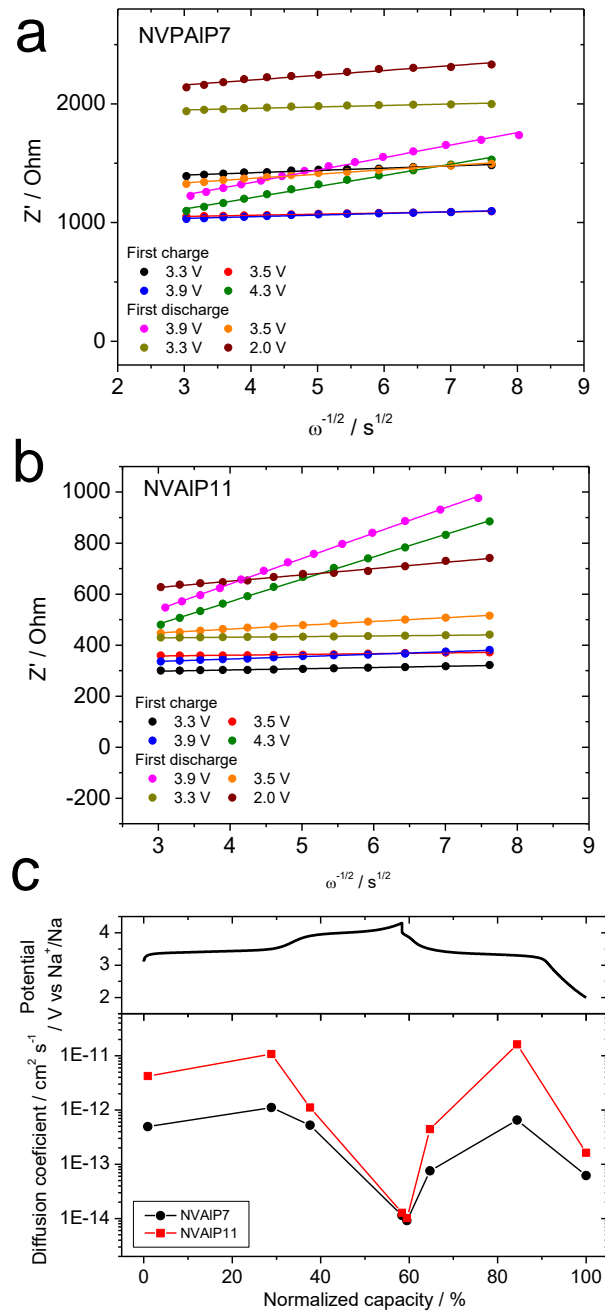 a
NVPAlP7
Z' / Ohm
2000
1000
0
First charge
3.3 V 3.5 V
3.9 V 4.3 V
First discharge
3.9 V 3.5 V
3.3 V 2.0 V
2 3 4 5 6 7 8 9
ω^-1/2 / s^1/2
b
NVAlP11
Z' / Ohm
1000
800
600
400
200
0
-200
First charge
3.3 V 3.5 V
3.9 V 4.3 V
First discharge
3.9 V 3.5 V
3.3 V 2.0 V
3 4 5 6 7 8 9
ω^-1/2 / s^1/2
c
Potential
/ V vs Na⁺/Na
4
3
2
Diffusion coeficient / cm² s⁻¹
1E-11
1E-12
1E-13
1E-14
NVAlP7
NVAlP11
0 20 40 60 80 100
Normalized capacity / %